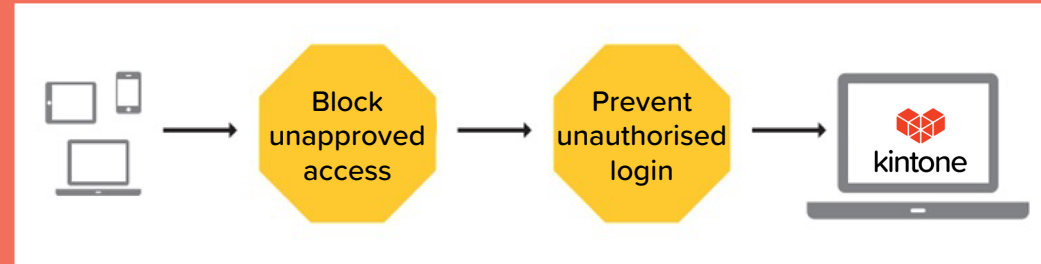 Block
unapproved
access
Prevent
unauthorised
login
kintone